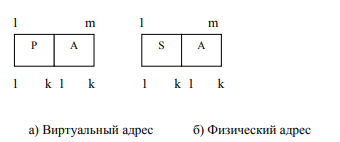 l m l m
P A S A
l k l k l k l k
а) Виртуальный адрес б) Физический адрес